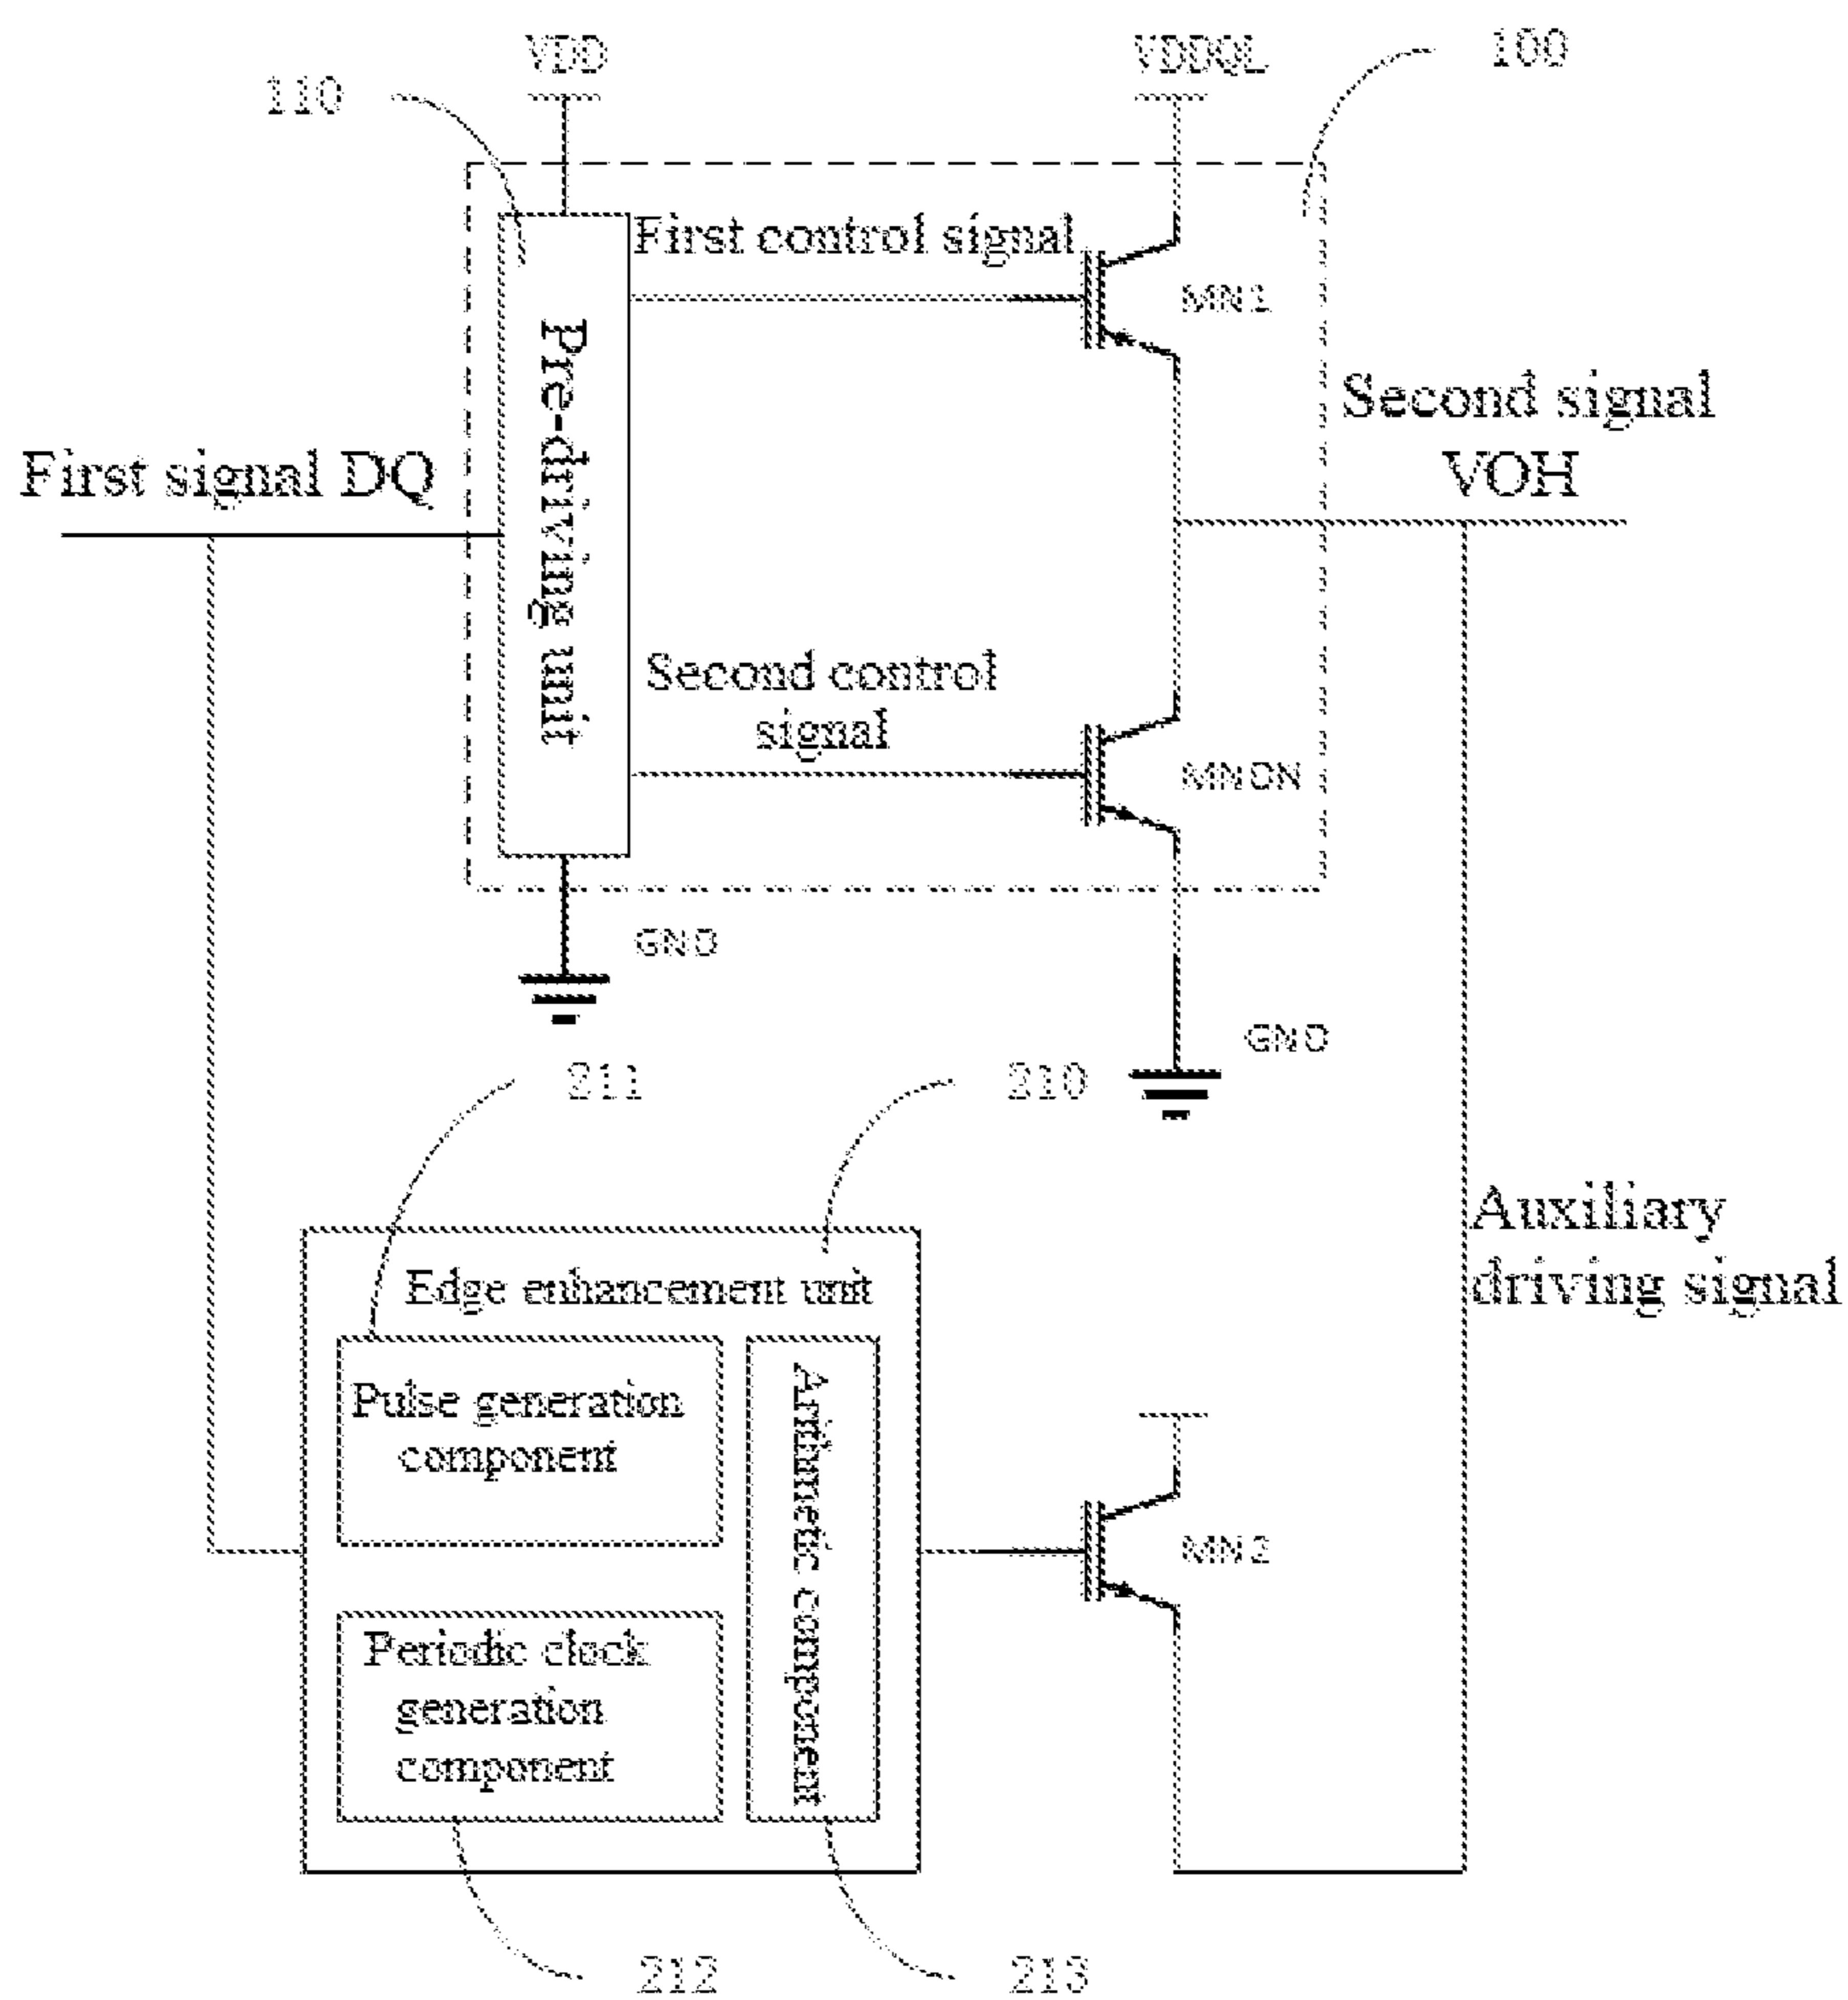 VDD
VDDQL
100
110
First control signal
MN1
Pre-driving unit
Second signal
VOH
First signal DQ
Second control
signal
MNON
GND
GND
211
210
Auxiliary
driving signal
Edge enhancement unit
Pulse generation
component
Arithmetic component
MN2
Periodic clock
generation
component
212
213